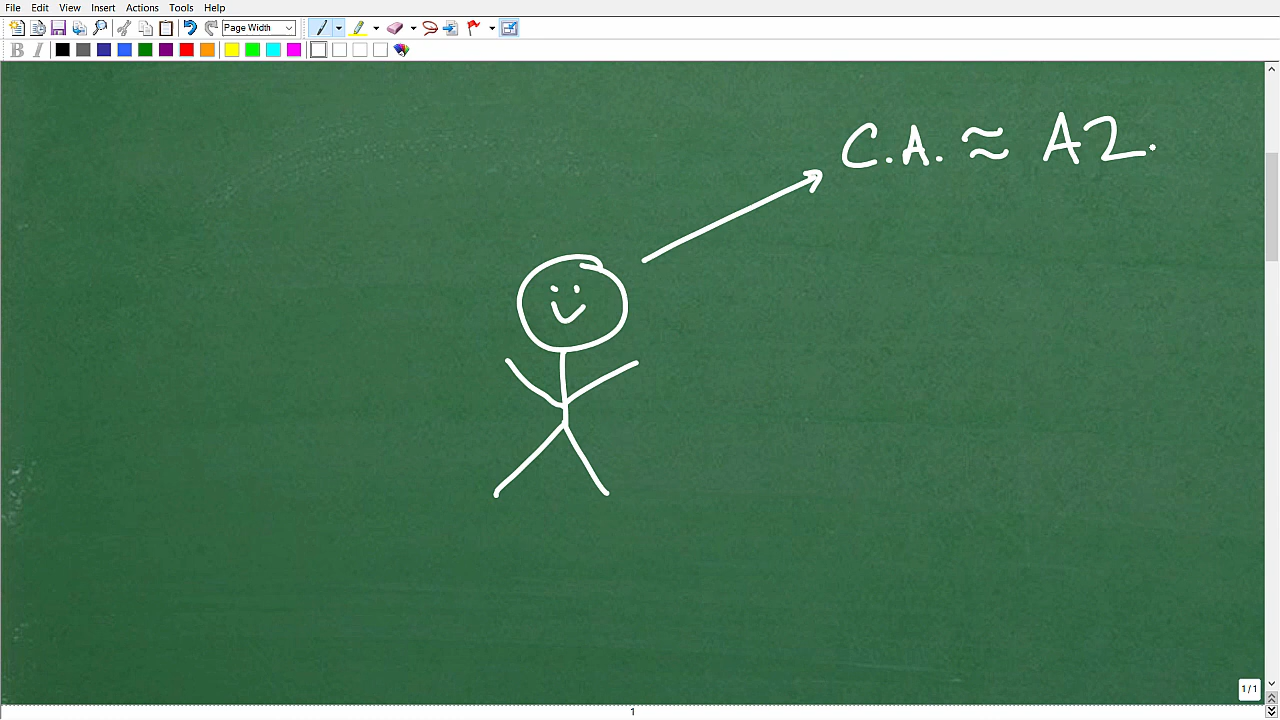 File Edit View Insert Actions Tools Help
Page Width
B I
C.A. ≈ A2.
1/1
1